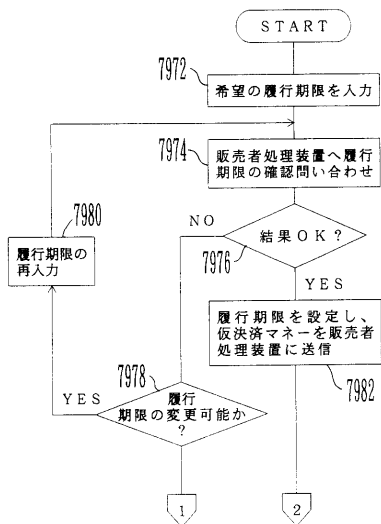 START
7972
希望の履行期限を入力
7974
販売者処理装置へ履行
期限の確認問い合わせ
7980
履行期限の
再入力
NO
結果OK?
7976
YES
履行期限を設定し、
仮決済マネーを販売者
処理装置に送信
7982
7978
YES
履行
期限の変更可能か
?
1
2